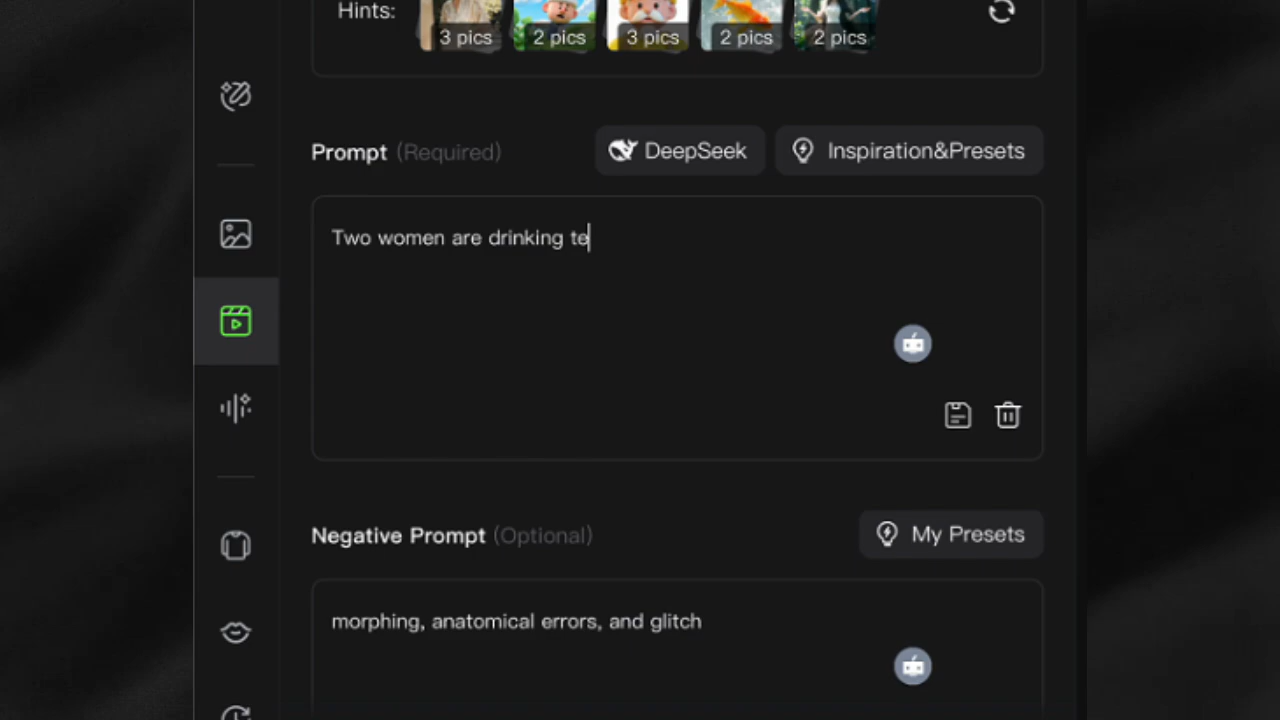 Hints:
3 pics
2 pics
3 pics
2 pics
2 pics
Prompt (Required)
DeepSeek
Inspiration&Presets
Two women are drinking te
Negative Prompt (Optional)
My Presets
morphing, anatomical errors, and glitch